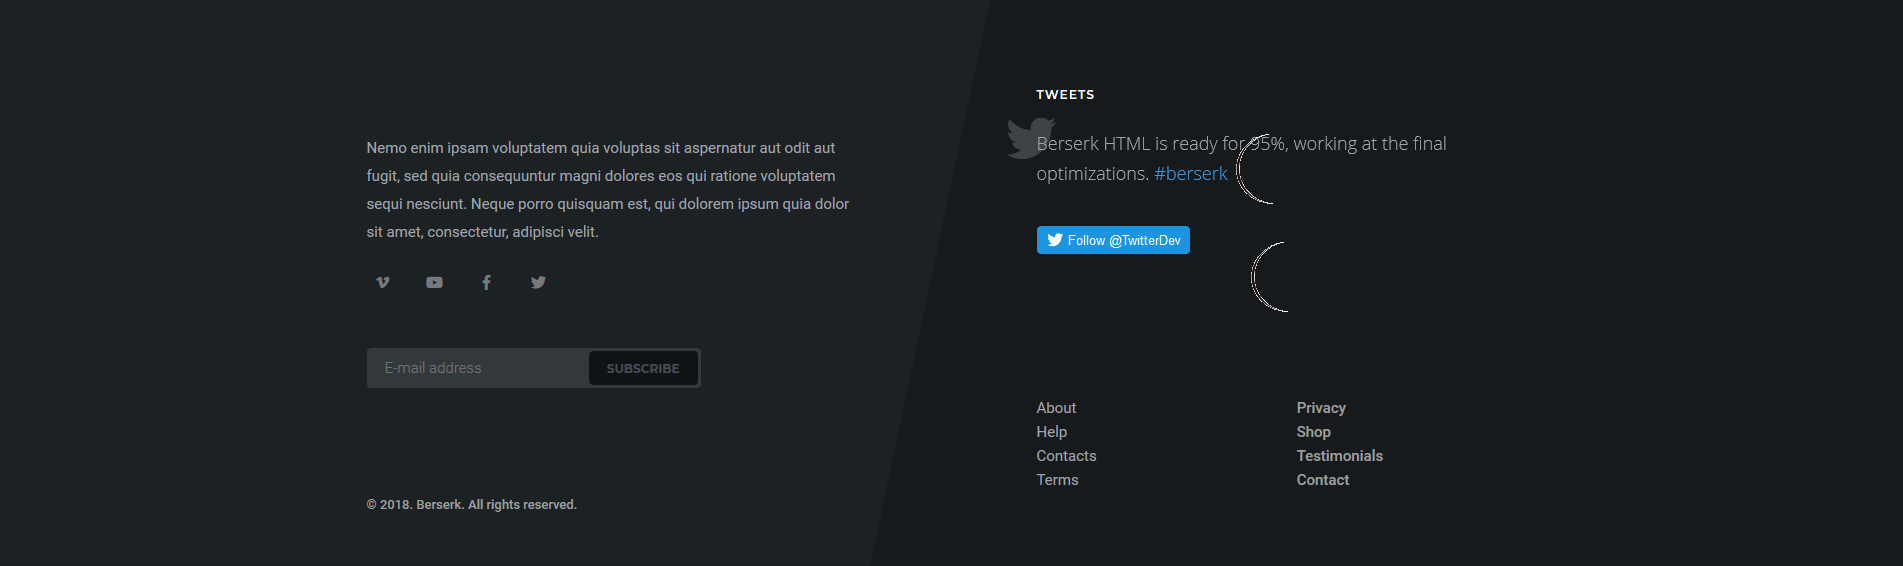 Nemo enim ipsam voluptatem quia voluptas sit aspernatur aut odit aut
fugit, sed quia consequuntur magni dolores eos qui ratione voluptatem
sequi nesciunt. Neque porro quisquam est, qui dolorem ipsum quia dolor
sit amet, consectetur, adipisci velit.
E-mail address
SUBSCRIBE
© 2018. Berserk. All rights reserved.
TWEETS
Berserk HTML is ready for 95%, working at the final
optimizations. #berserk
Follow @TwitterDev
About
Help
Contacts
Terms
Privacy
Shop
Testimonials
Contact